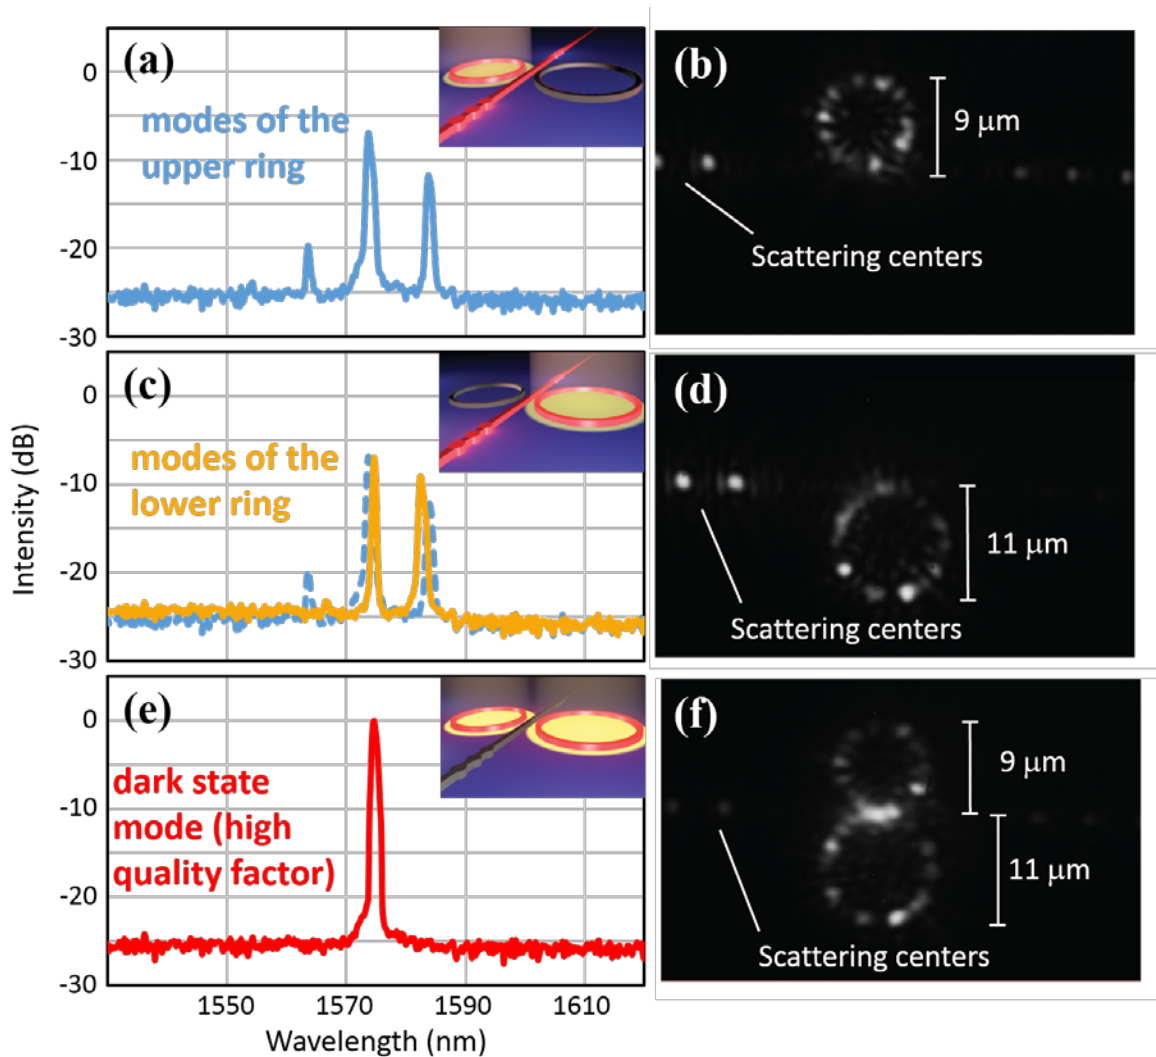 (a)
modes of the
upper ring
0
-10
-20
-30
(b)
9 μm
Scattering centers
(c)
modes of the
lower ring
0
-10
-20
-30
(d)
11 μm
Scattering centers
(e)
dark state
mode (high
quality factor)
0
-10
-20
-30
(f)
9 μm
11 μm
Scattering centers
Intensity (dB)
1550 1570 1590 1610
Wavelength (nm)